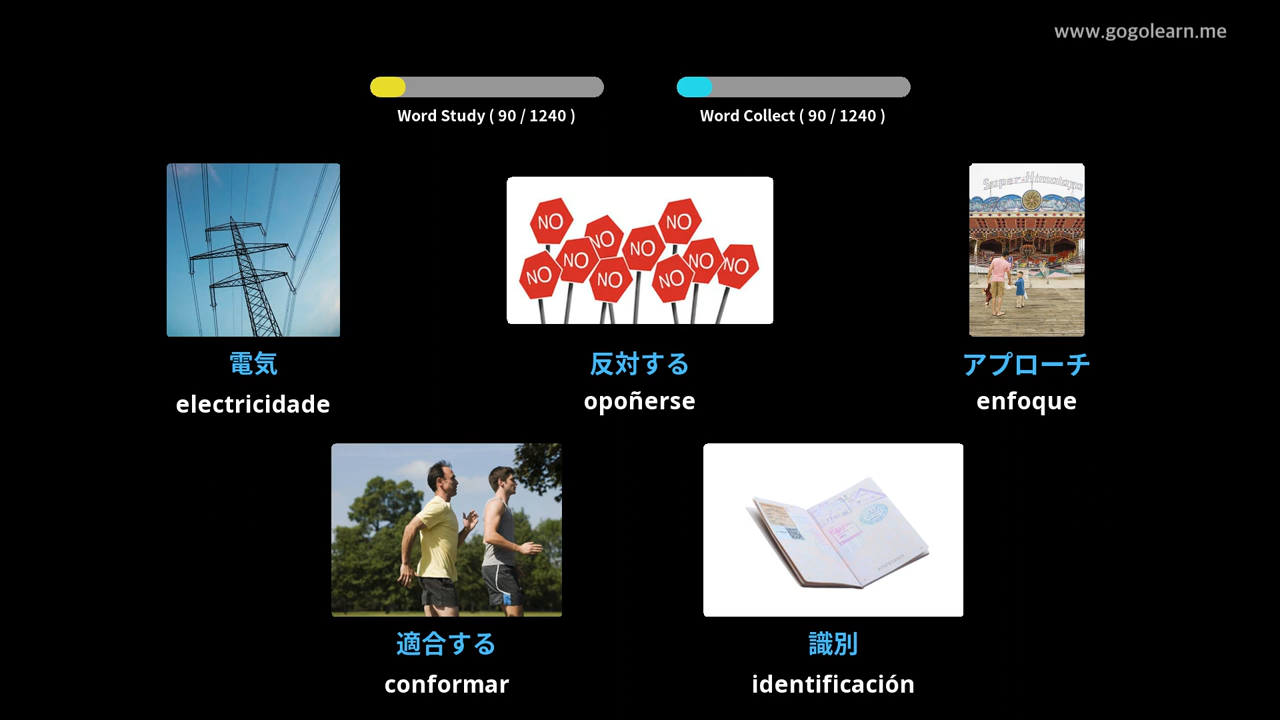 www.gogolearn.me
Word Study ( 90 / 1240 )
Word Collect ( 90 / 1240 )
Super Himalaya
NO
NO
NO
NO
NO
NO
NO
NO
NO
NO
電気
electricidade
反対する
opoñerse
アプローチ
enfoque
適合する
conformar
識別
identificación